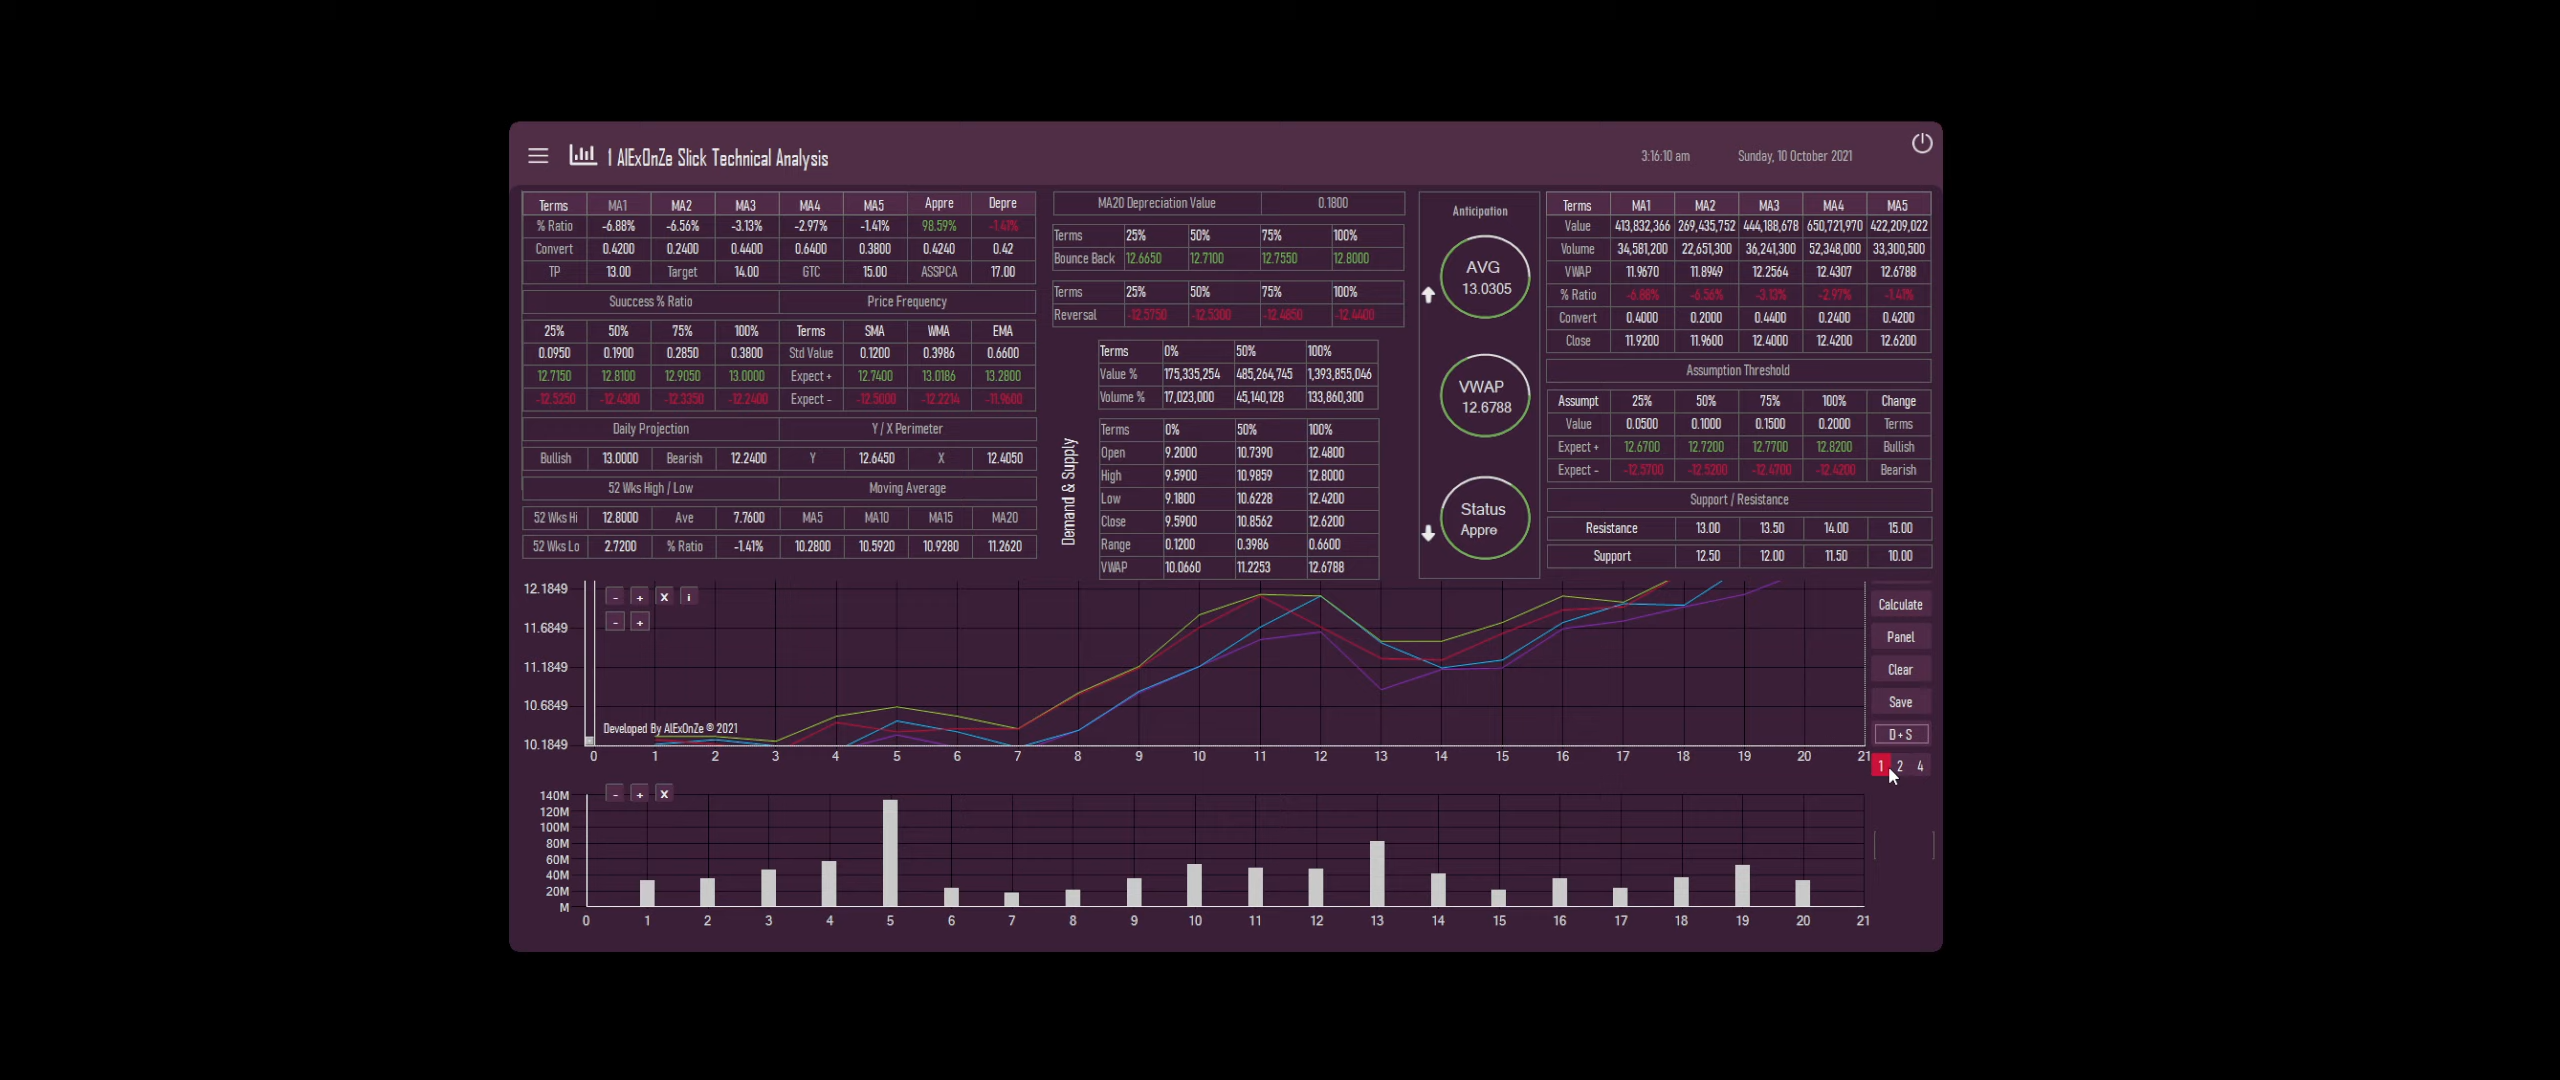 1 AlExOnZe Slick Technical Analysis
3:16:10 am Sunday, 10 October 2021
Terms MA1 MA2 MA3 MA4 MA5 Appre Depre
% Ratio -6.88% -6.56% -3.13% -2.97% -1.41% 98.59% -1.41%
Convert 0.4200 0.2400 0.4400 0.6400 0.3800 0.4240 0.42
TP 13.00 Target 14.00 GTC 15.00 ASSPCA 17.00
Suuccess % Ratio Price Frequency
25% 50% 75% 100% Terms SMA WMA EMA
0.0950 0.1900 0.2850 0.3800 Std Value 0.1200 0.3986 0.6600
12.7150 12.8100 12.9050 13.0000 Expect + 12.7400 13.0186 13.2800
-12.5250 -12.4300 -12.3350 -12.2400 Expect - -12.5000 -12.2214 -11.9600
Daily Projection Y / X Perimeter
Bullish 13.0000 Bearish 12.2400 Y 12.6450 X 12.4050
52 Wks High / Low Moving Average
52 Wks Hi 12.8000 Ave 7.7600 MA5 MA10 MA15 MA20
52 Wks Lo 2.7200 % Ratio -1.41% 10.2800 10.5920 10.9280 11.2620
MA20 Depreciation Value 0.1800
Terms 25% 50% 75% 100%
Bounce Back 12.6650 12.7100 12.7550 12.8000
Terms 25% 50% 75% 100%
Reversal -12.5750 -12.5300 -12.4850 -12.4400
Demand & Supply
Terms 0% 50% 100%
Value % 175,335,254 485,264,745 1,393,855,046
Volume % 17,023,000 45,140,128 133,860,300
Terms 0% 50% 100%
Open 9.2000 10.7390 12.4800
High 9.5900 10.9859 12.8000
Low 9.1800 10.6228 12.4200
Close 9.5900 10.8562 12.6200
Range 0.1200 0.3986 0.6600
VWAP 10.0660 11.2253 12.6788
Anticipation
AVG
13.0305
VWAP
12.6788
Status
Appre
Terms MA1 MA2 MA3 MA4 MA5
Value 413,832,366 269,435,752 444,188,678 650,721,970 422,209,022
Volume 34,581,200 22,651,300 36,241,300 52,348,000 33,300,500
VWAP 11.9670 11.8949 12.2564 12.4307 12.6788
% Ratio -6.88% -6.56% -3.13% -2.97% -1.41%
Convert 0.4000 0.2000 0.4400 0.2400 0.4200
Close 11.9200 11.9600 12.4000 12.4200 12.6200
Assumption Threshold
Assumpt 25% 50% 75% 100% Change
Value 0.0500 0.1000 0.1500 0.2000 Terms
Expect + 12.6700 12.7200 12.7700 12.8200 Bullish
Expect - -12.5700 -12.5200 -12.4700 -12.4200 Bearish
Support / Resistance
Resistance 13.00 13.50 14.00 15.00
Support 12.50 12.00 11.50 10.00
12.1849
11.6849
11.1849
10.6849
10.1849
- + X i
- +
Developed By AlExOnZe © 2021
0 1 2 3 4 5 6 7 8 9 10 11 12 13 14 15 16 17 18 19 20 21
Calculate
Panel
Clear
Save
D + S
1 2 4
- + X
140M
120M
100M
80M
60M
40M
20M
M
0 1 2 3 4 5 6 7 8 9 10 11 12 13 14 15 16 17 18 19 20 21